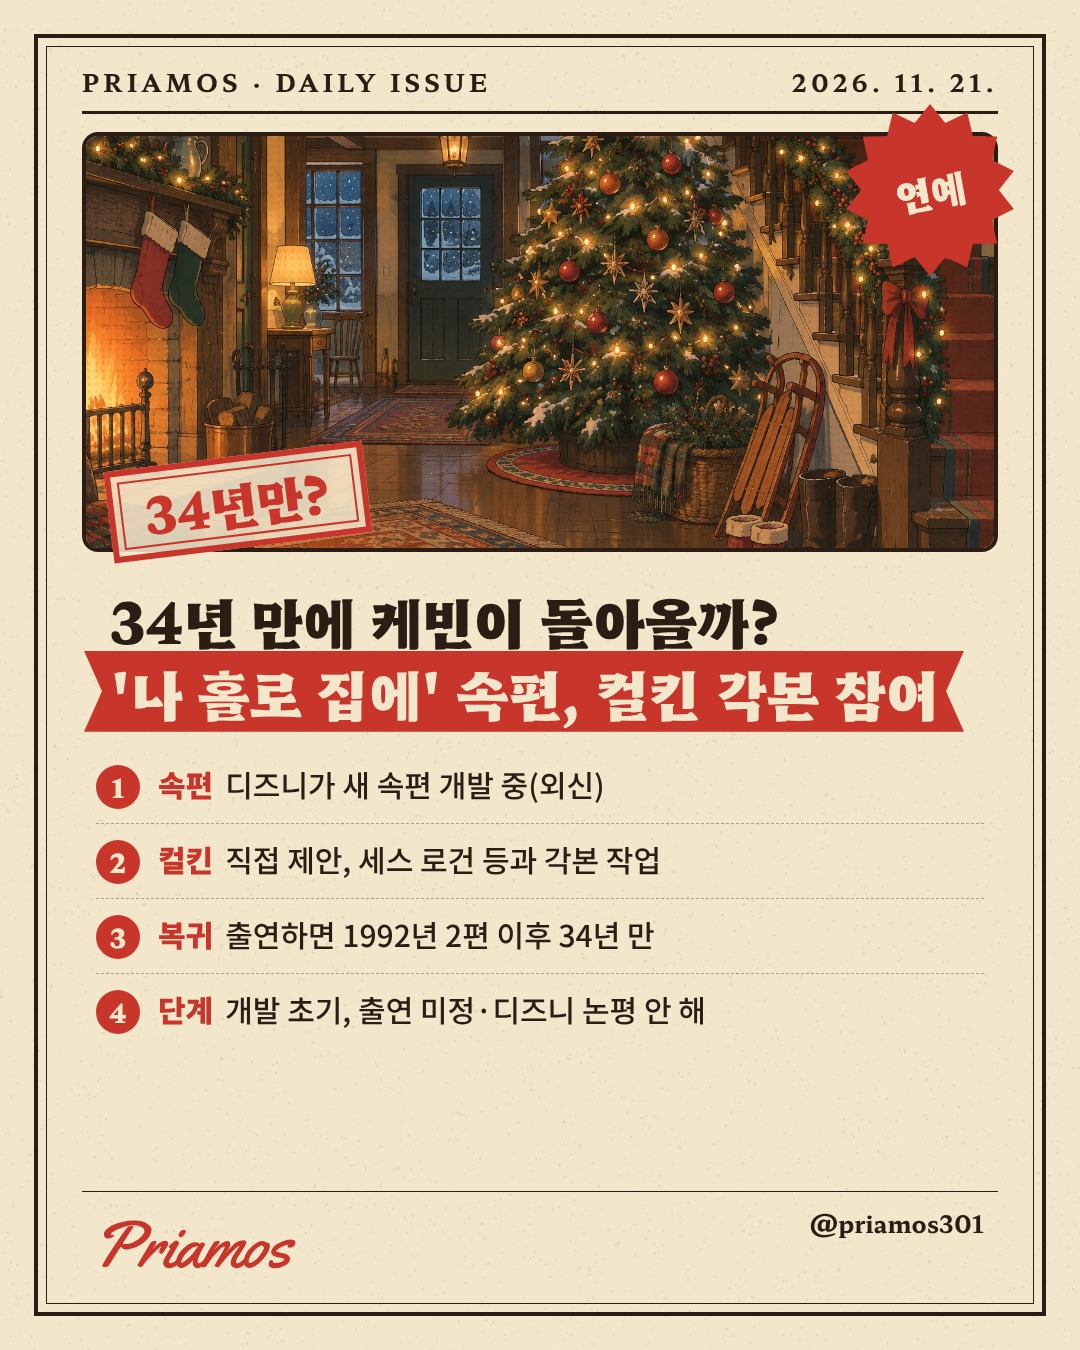 PRIAMOS · DAILY ISSUE
2026. 11. 21.
연예
34년만?
34년 만에 케빈이 돌아올까?
'나 홀로 집에' 속편, 컬킨 각본 참여
1 속편 디즈니가 새 속편 개발 중(외신)
2 컬킨 직접 제안, 세스 로건 등과 각본 작업
3 복귀 출연하면 1992년 2편 이후 34년 만
4 단계 개발 초기, 출연 미정·디즈니 논평 안 해
Priamos
@priamos301